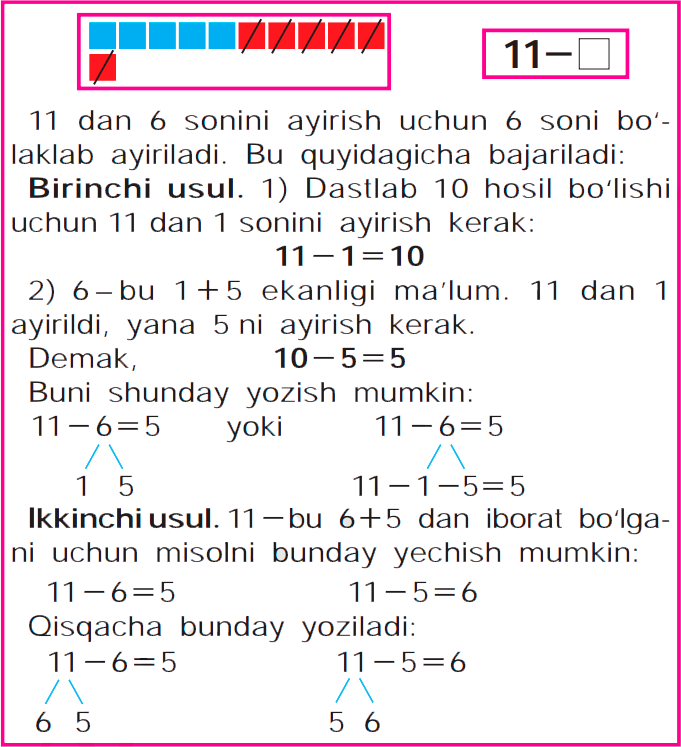 11−□
11 dan 6 sonini ayirish uchun 6 soni bo‘-
laklab ayiriladi. Bu quyidagicha bajariladi:
Birinchi usul. 1) Dastlab 10 hosil bo‘lishi
uchun 11 dan 1 sonini ayirish kerak:
11−1=10
2) 6–bu 1+5 ekanligi ma’lum. 11 dan 1
ayirildi, yana 5 ni ayirish kerak.
Demak, 10−5=5
Buni shunday yozish mumkin:
11−6=5 yoki 11−6=5
1 5 11−1−5=5
Ikkinchi usul. 11−bu 6+5 dan iborat bo‘lga-
ni uchun misolni bunday yechish mumkin:
11−6=5 11−5=6
Qisqacha bunday yoziladi:
11−6=5 11−5=6
6 5 5 6